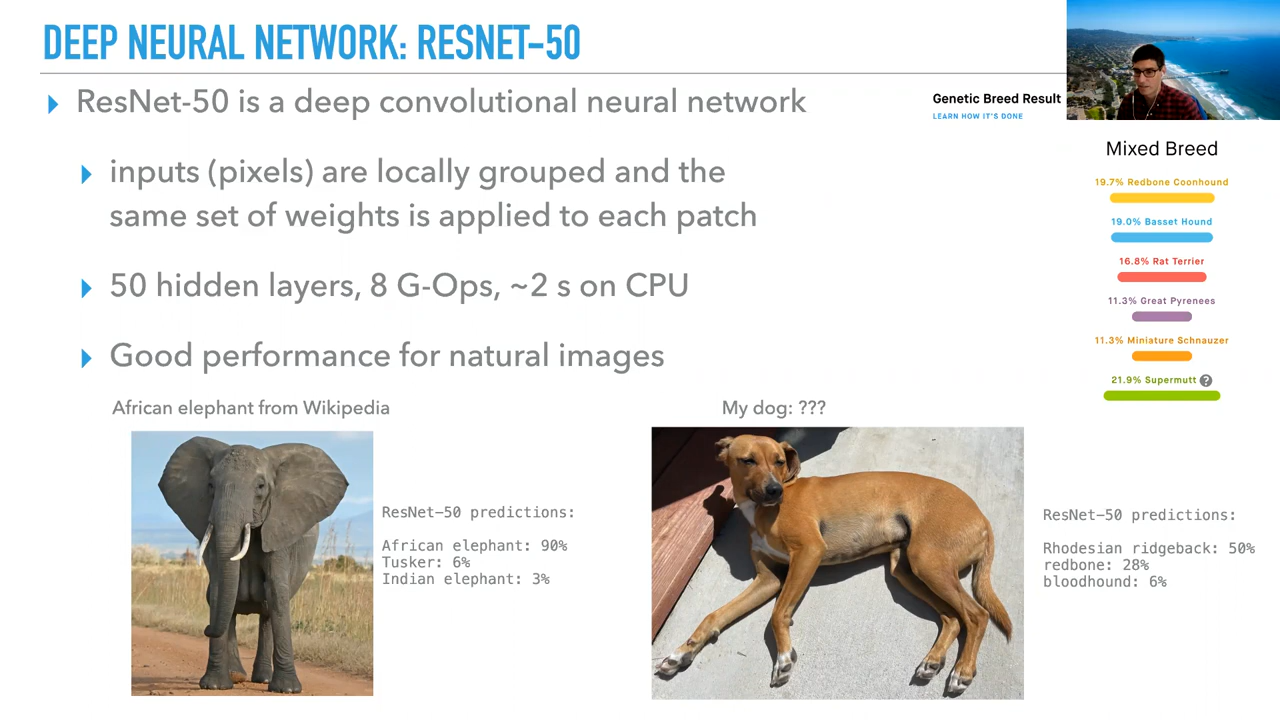 DEEP NEURAL NETWORK: RESNET-50
ResNet-50 is a deep convolutional neural network
inputs (pixels) are locally grouped and the
same set of weights is applied to each patch
50 hidden layers, 8 G-Ops, ~2 s on CPU
Good performance for natural images
Genetic Breed Result
LEARN HOW IT'S DONE
Mixed Breed
19.7% Redbone Coonhound
19.0% Basset Hound
16.8% Rat Terrier
11.3% Great Pyrenees
11.3% Miniature Schnauzer
21.9% Supermutt ?
African elephant from Wikipedia
ResNet-50 predictions:
African elephant: 90%
Tusker: 6%
Indian elephant: 3%
My dog: ???
ResNet-50 predictions:
Rhodesian ridgeback: 50%
redbone: 28%
bloodhound: 6%